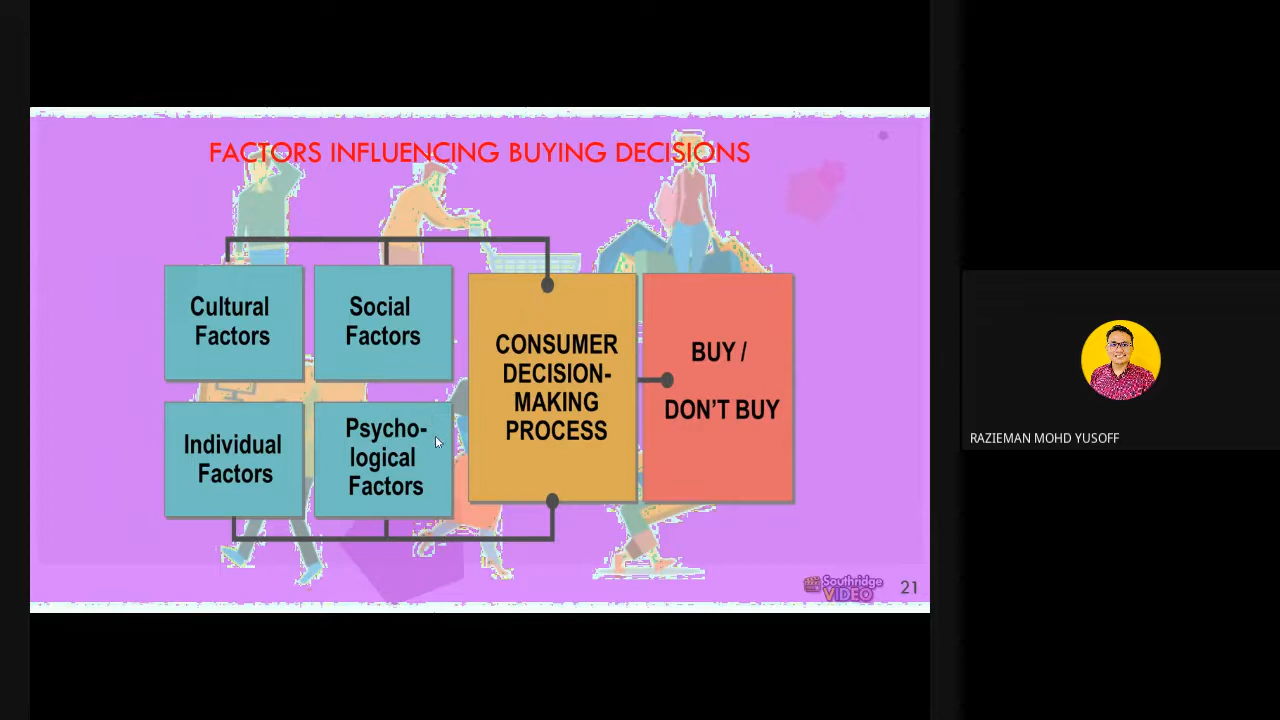 FACTORS INFLUENCING BUYING DECISIONS
Cultural
Factors
Social
Factors
Individual
Factors
Psycho-
logical
Factors
CONSUMER
DECISION-
MAKING
PROCESS
BUY /
DON'T BUY
Southridge
VIDEO
21
RAZIEMAN MOHD YUSOFF